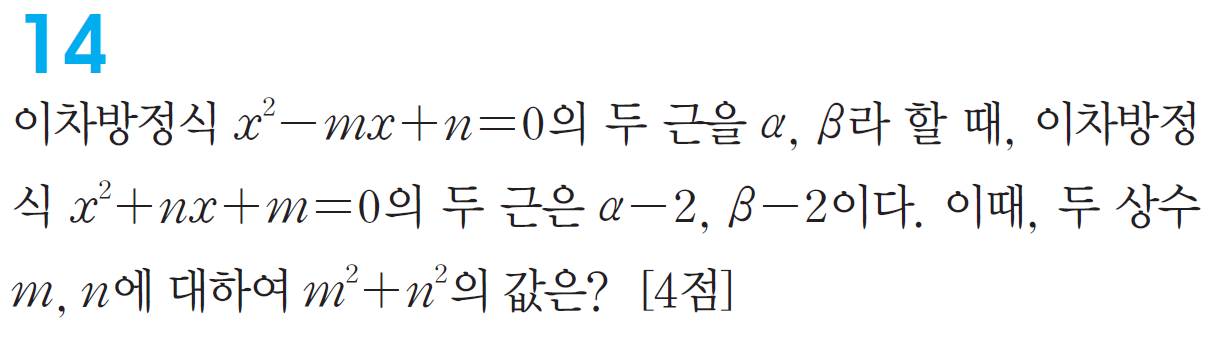 14
이차방정식 x²-mx+n=0의 두 근을 α, β라 할 때, 이차방정
식 x²+nx+m=0의 두 근은 α-2, β-2이다. 이때, 두 상수
m, n에 대하여 m²+n²의 값은? [4점]